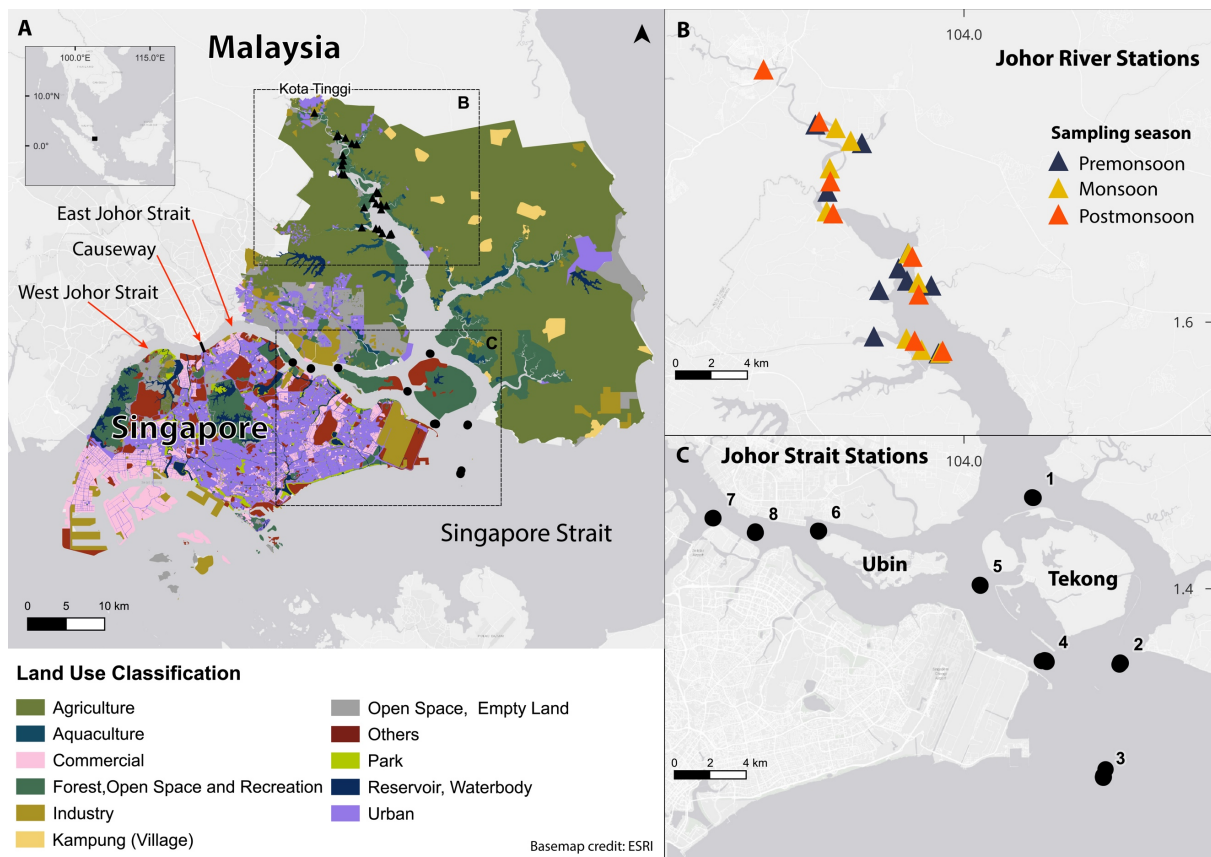 A
Malaysia
100.0°E
115.0°E
10.0°N
0.0°
Kota Tinggi
B
East Johor Strait
Causeway
West Johor Strait
C
Singapore
Singapore Strait
0 5 10 km
Land Use Classification
Agriculture
Aquaculture
Commercial
Forest,Open Space and Recreation
Industry
Kampung (Village)
Open Space, Empty Land
Others
Park
Reservoir, Waterbody
Urban
Basemap credit: ESRI
B
104.0
Johor River Stations
Sampling season
Premonsoon
Monsoon
Postmonsoon
1.6
0 2 4 km
C
Johor Strait Stations
104.0
1
7
8
6
Ubin
5
Tekong
1.4
4
2
3
0 2 4 km